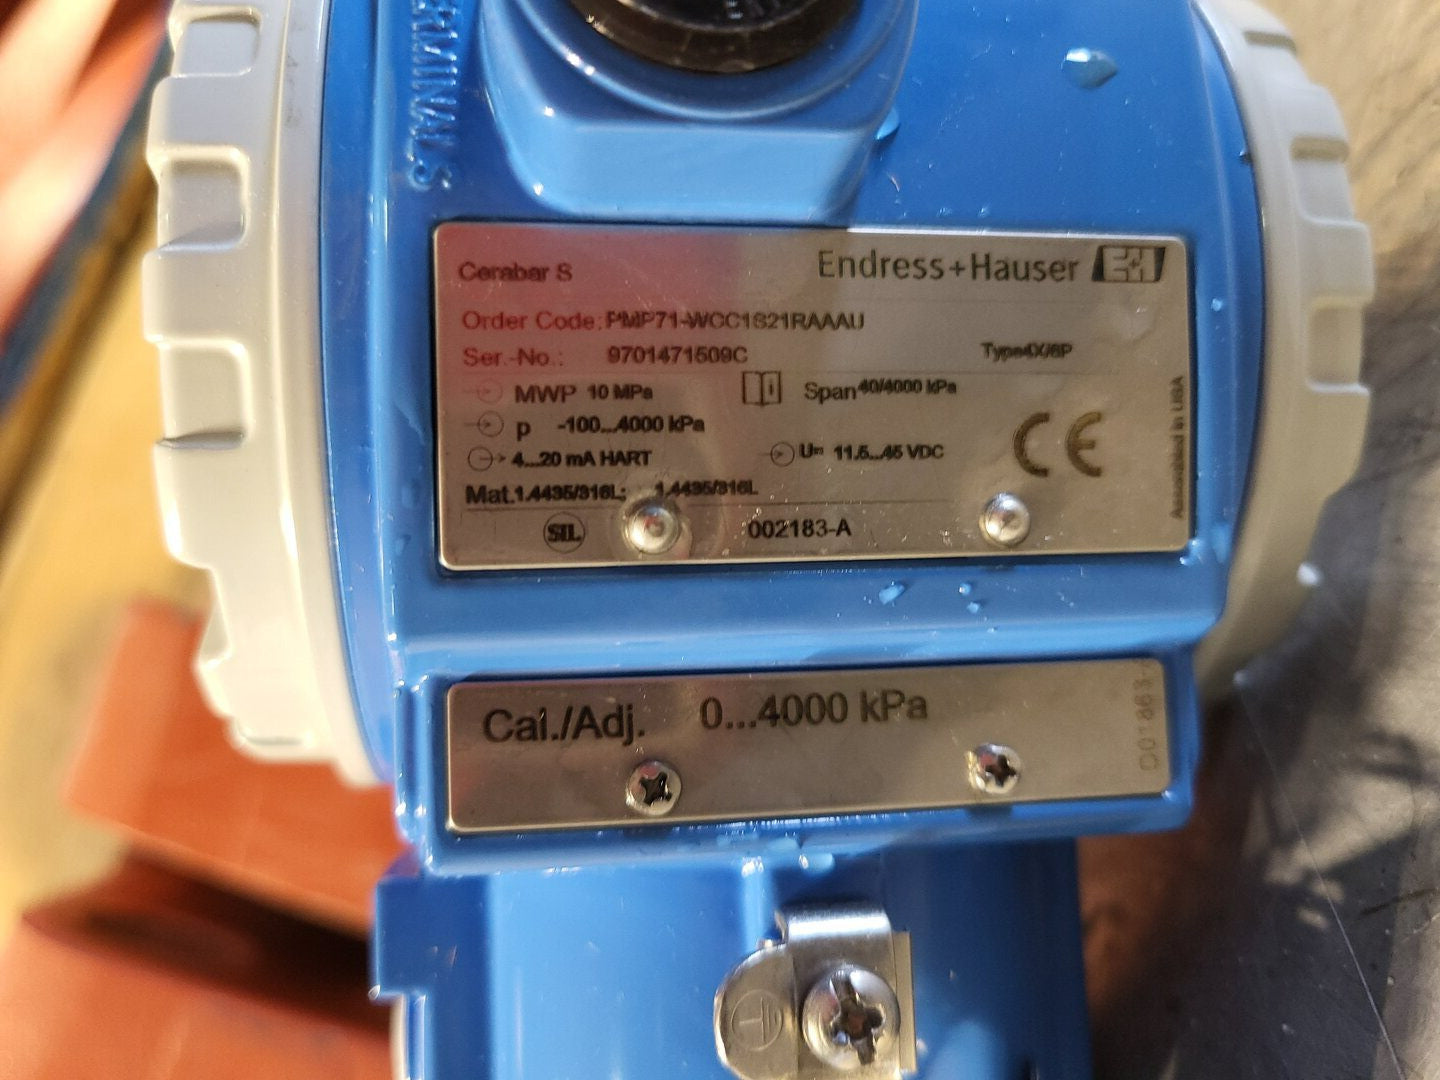 TERMINALS
Cerabar S
Endress+Hauser E+H
Order Code: PMP71-WCC1S21RAAAU
Ser.-No.: 9701471509C
Type4X/6P
MWP 10 MPa
Span 40/4000 kPa
p -100...4000 kPa
4...20 mA HART
U= 11.5...45 VDC
CE
Mat. 1.4435/316L; 1.4435/316L
SIL
002183-A
Assembled in USA
Cal./Adj. 0...4000 kPa